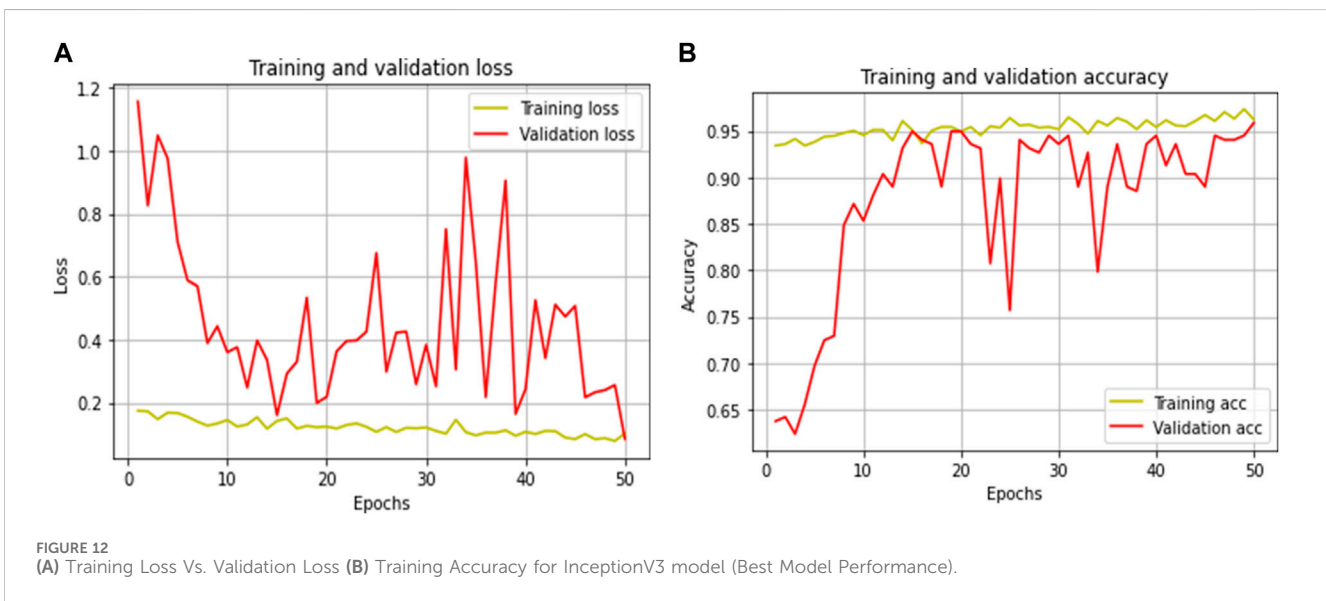 A
Training and validation loss
1.2
1.0
0.8
0.6
0.4
0.2
Loss
Training loss
Validation loss
0
10
20
30
40
50
Epochs
B
Training and validation accuracy
0.95
0.90
0.85
0.80
0.75
0.70
0.65
Accuracy
Training acc
Validation acc
0
10
20
30
40
50
Epochs
FIGURE 12
(A) Training Loss Vs. Validation Loss (B) Training Accuracy for InceptionV3 model (Best Model Performance).